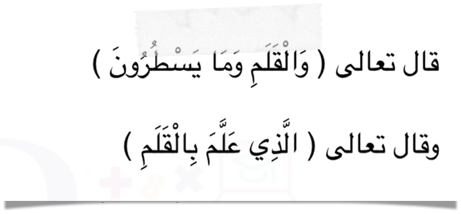 قال تعالى ( وَالْقَلَمِ وَمَا يَسْطُرُونَ )
وقال تعالى ( الَّذِي عَلَّمَ بِالْقَلَمِ )